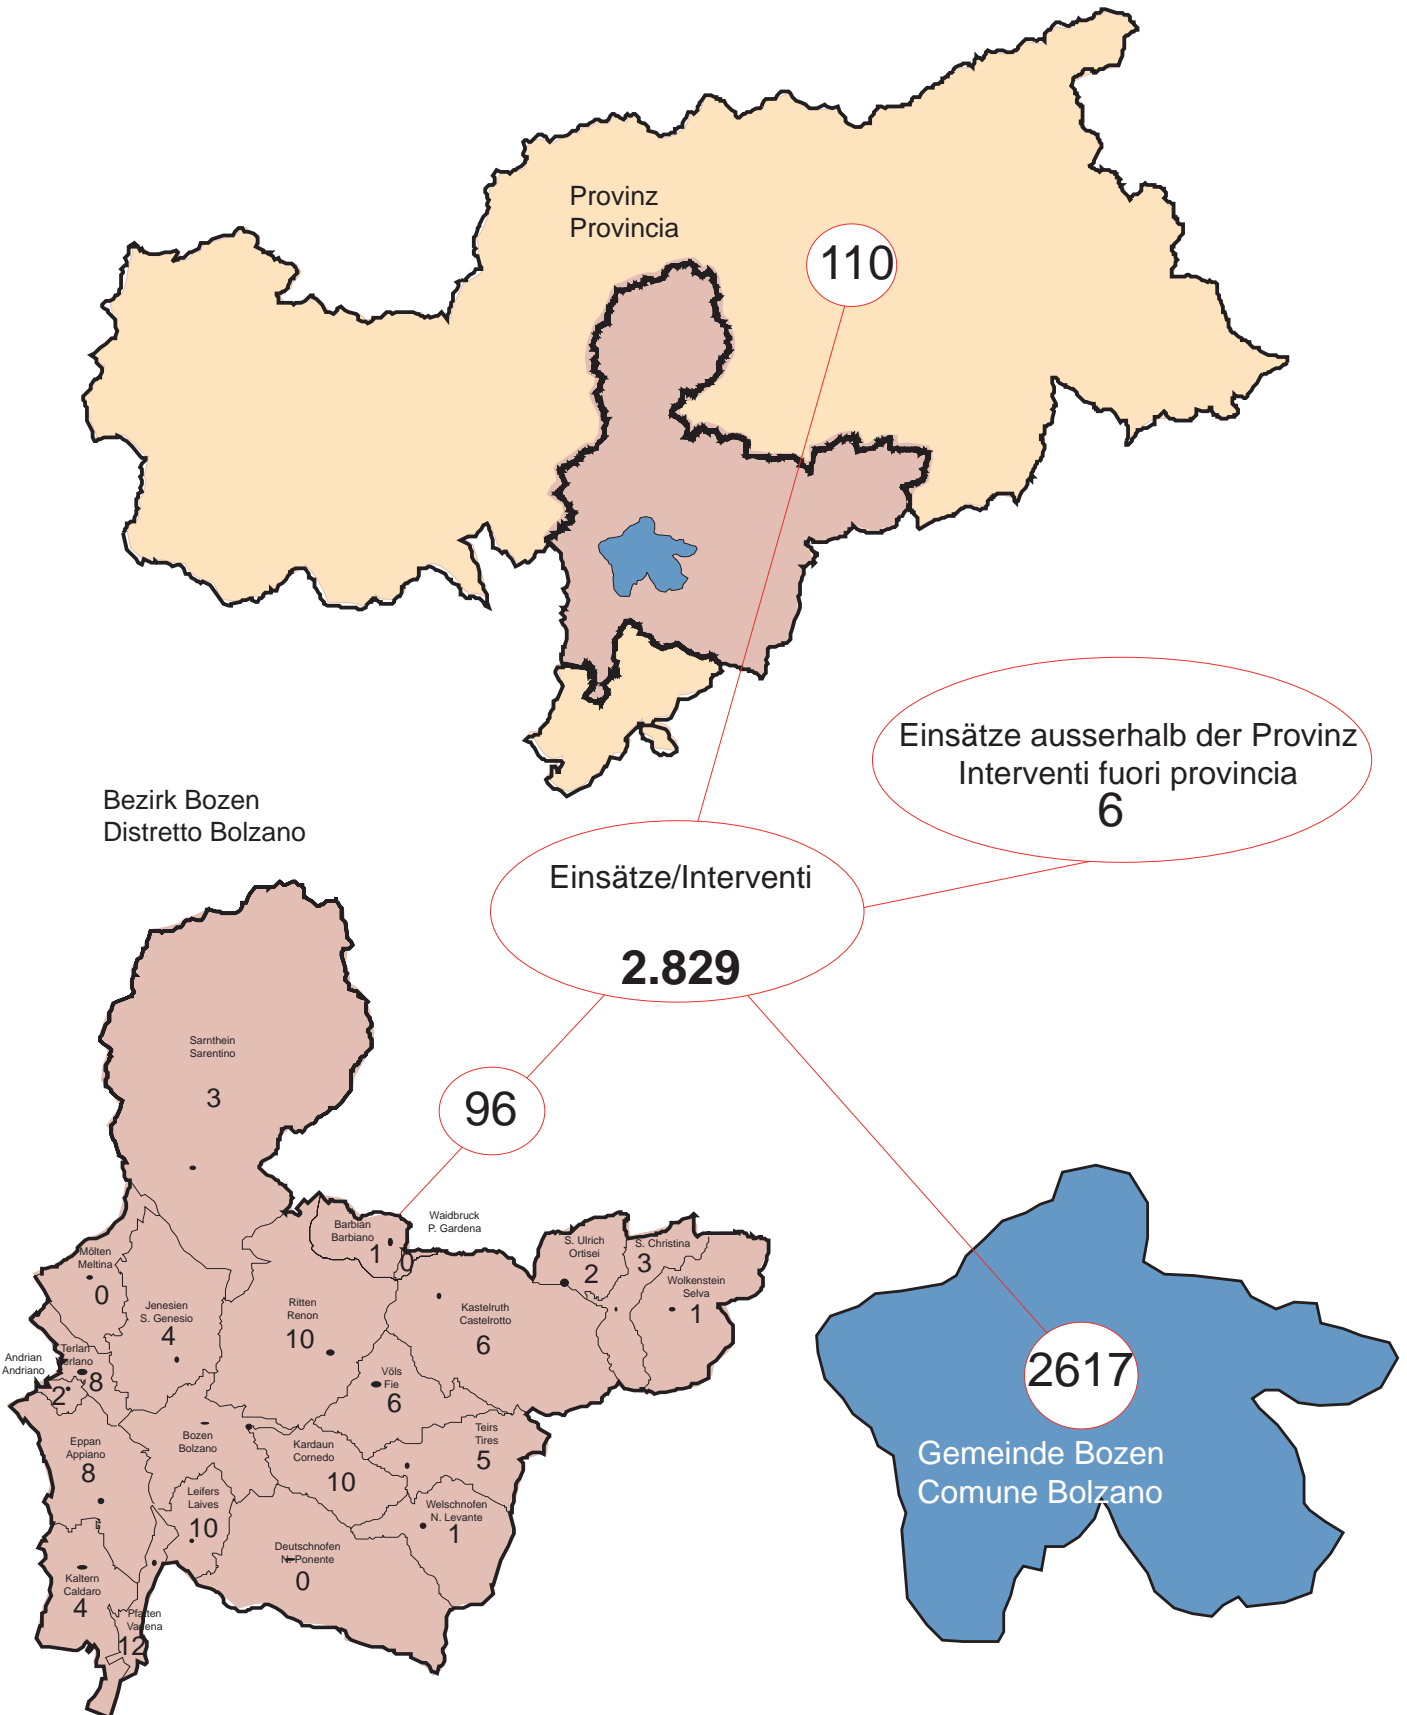 Provinz
Provincia
110
Einsätze ausserhalb der Provinz
Interventi fuori provincia
6
Bezirk Bozen
Distretto Bolzano
Einsätze/Interventi
2.829
96
Sarnthein
Sarentino
3
Waidbruck
P. Gardena
0
Barbian
Barbiano
1
S. Ulrich
Ortisei
2
S. Christina
3
Wolkenstein
Selva
1
Mölten
Meltina
0
Jenesien
S. Genesio
4
Ritten
Renon
10
Kastelruth
Castelrotto
6
Andrian
Andriano
2
Terlan
Terlano
8
Völs
Fie
6
Eppan
Appiano
8
Bozen
Bolzano
Kardaun
Cornedo
10
Teirs
Tires
5
Leifers
Laives
10
Welschnofen
N. Levante
1
Deutschnofen
N. Ponente
0
Kaltern
Caldaro
4
Pfatten
Vadena
12
2617
Gemeinde Bozen
Comune Bolzano